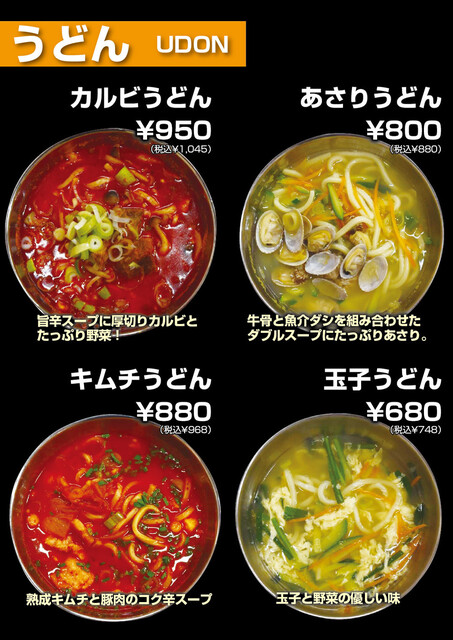 うどん UDON
カルビうどん
¥950
(税込¥1,045)
旨辛スープに厚切りカルビと
たっぷり野菜！
あさりうどん
¥800
(税込¥880)
牛骨と魚介ダシを組み合わせた
ダブルスープにたっぷりあさり。
キムチうどん
¥880
(税込¥968)
熟成キムチと豚肉のコク辛スープ
玉子うどん
¥680
(税込¥748)
玉子と野菜の優しい味